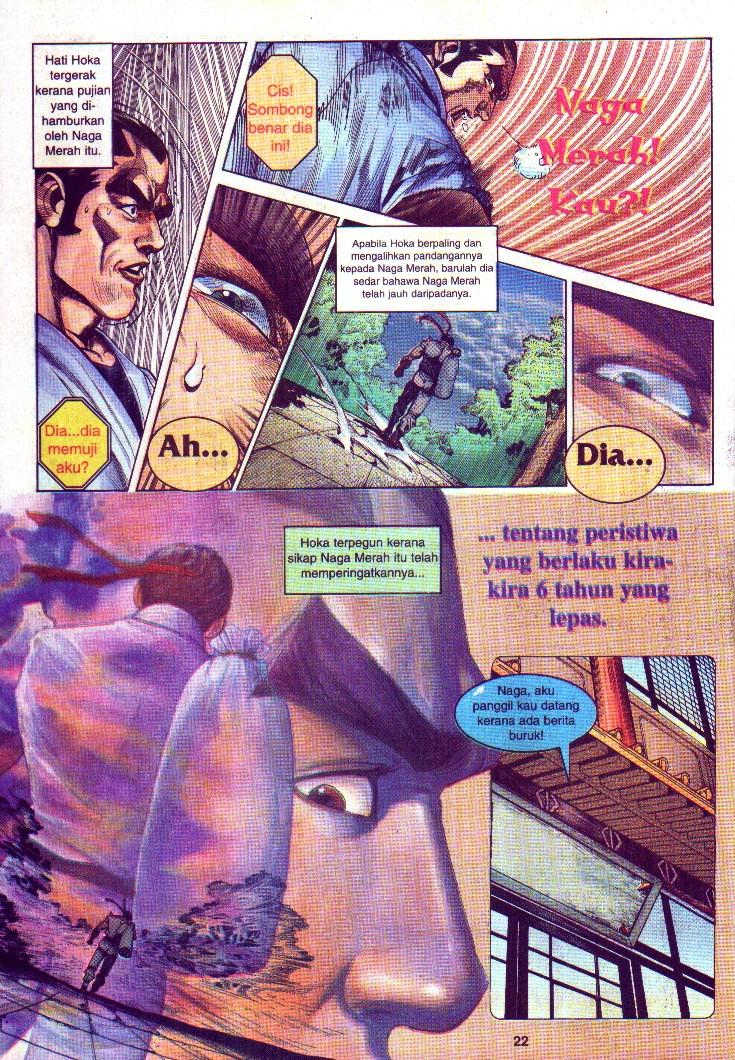 Hati Hoka
tergerak
kerana pujian
yang di-
hamburkan
oleh Naga
Merah itu.
Dia...dia
memuji
aku?
Cis!
Sombong
benar dia
ini!
Naga
Merah!
Kau?!
Ah...
Apabila Hoka berpaling dan
mengalihkan pandangannya
kepada Naga Merah, barulah dia
sedar bahawa Naga Merah
telah jauh daripadanya.
Dia...
Hoka terpegun kerana
sikap Naga Merah itu telah
memperingatkannya...
... tentang peristiwa
yang berlaku kira-
kira 6 tahun yang
lepas.
Naga, aku
panggil kau datang
kerana ada berita
buruk!
22